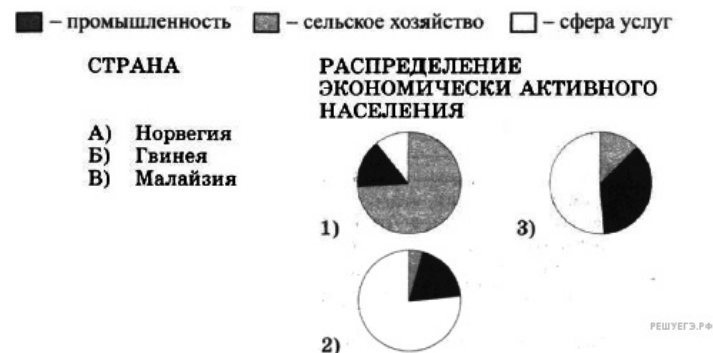 – промышленность – сельское хозяйство – сфера услуг
СТРАНА
А) Норвегия
Б) Гвинея
В) Малайзия
РАСПРЕДЕЛЕНИЕ
ЭКОНОМИЧЕСКИ АКТИВНОГО
НАСЕЛЕНИЯ
1)
3)
2)
РЕШУЕГЭ.РФ